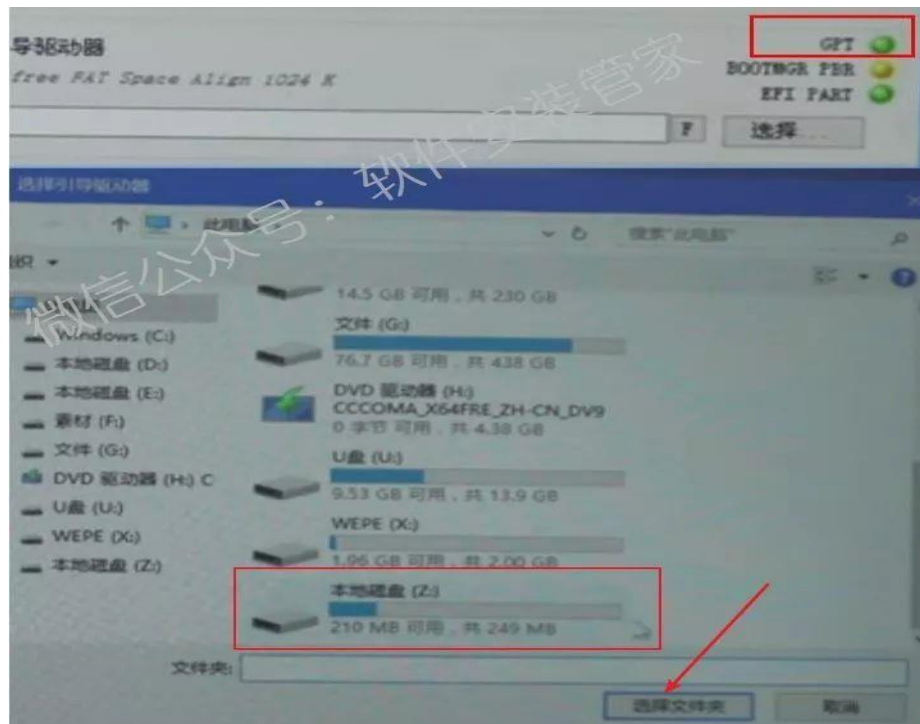 导驱动器
free FAT Space Align 1024 K
GPT
BOOTMGR PBR
EFI PART
F
选择...
选择引导驱动器
此电脑
搜索"此电脑"
织
微信公众号：软件安装管家
14.5 GB 可用，共 230 GB
文件 (G:)
76.7 GB 可用，共 438 GB
DVD 驱动器 (H:)
CCCOMA_X64FRE_ZH-CN_DV9
0 字节 可用，共 4.38 GB
U盘 (U:)
9.53 GB 可用，共 13.9 GB
WEPE (X:)
1.96 GB 可用，共 2.00 GB
本地磁盘 (Z:)
210 MB 可用，共 249 MB
Windows (C:)
本地磁盘 (D:)
本地磁盘 (E:)
素材 (F:)
文件 (G:)
DVD 驱动器 (H:) C
U盘 (U:)
WEPE (X:)
本地磁盘 (Z:)
文件夹:
选择文件夹
取消